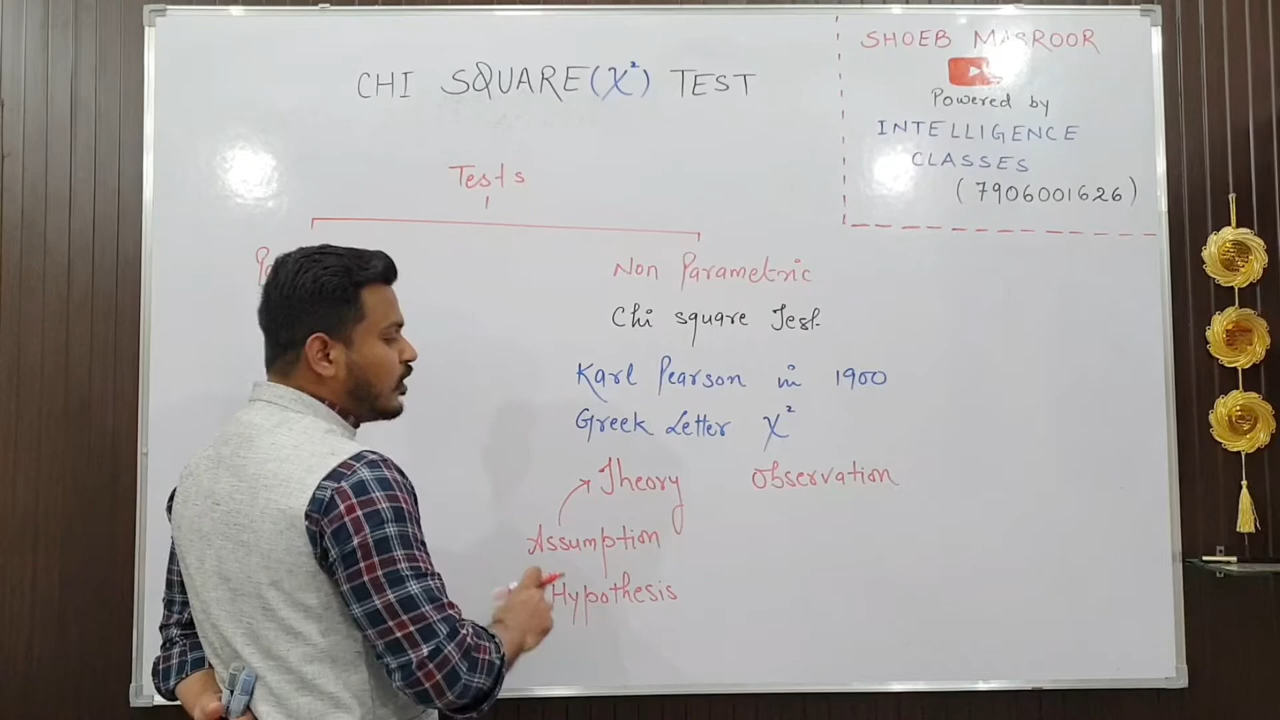 CHI SQUARE (χ²) TEST
SHOEB MASROOR
Powered by
INTELLIGENCE
CLASSES
(7906001626)
Tests
Non Parametric
Chi square Test
Karl Pearson in 1900
Greek Letter χ²
Theory Observation
Assumption
Hypothesis